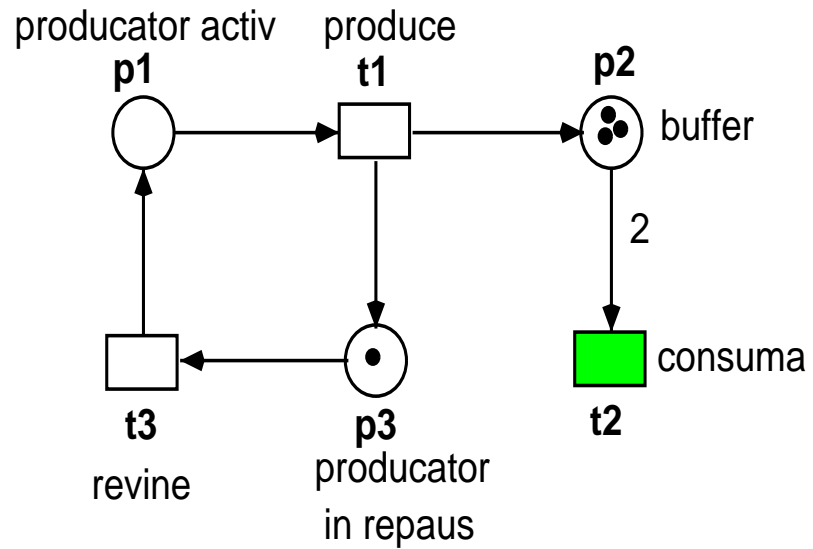 producator activ
produce
p1
t1
p2
buffer
2
consuma
t3
p3
t2
revine
producator
in repaus